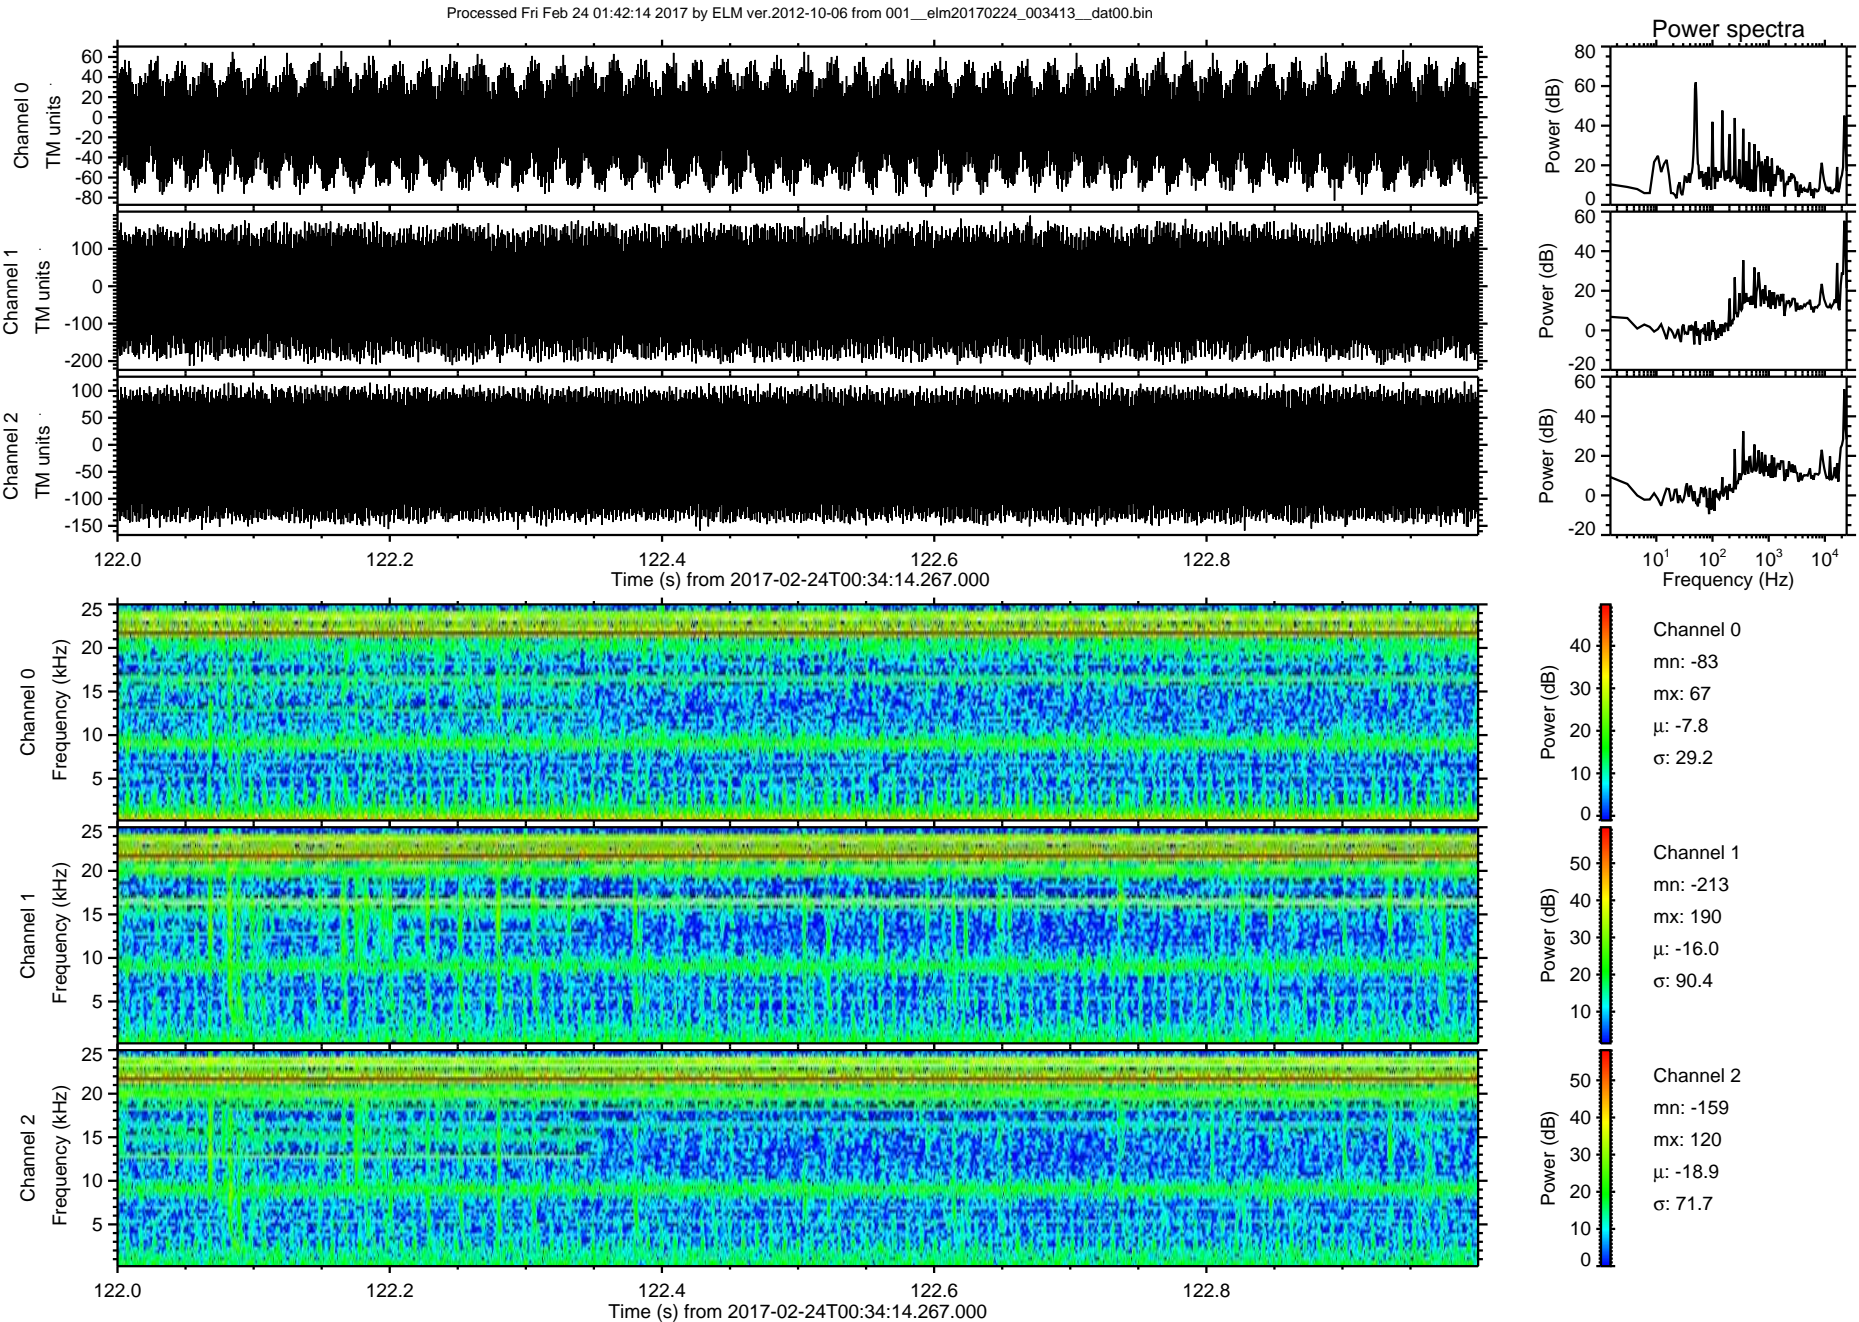 Processed Fri Feb 24 01:42:14 2017 by ELM ver.2012-10-06 from 001__elm20170224_003413__dat00.bin
Power spectra
Channel 0
TM units
60
40
20
0
-20
-40
-60
-80
Power (dB)
80
60
40
20
0
Channel 1
TM units
100
0
-100
-200
Power (dB)
60
40
20
0
-20
Channel 2
TM units
100
50
0
-50
-100
-150
Power (dB)
60
40
20
0
-20
122.0 122.2 122.4 122.6 122.8
Time (s) from 2017-02-24T00:34:14.267.000
10¹ 10² 10³ 10⁴
Frequency (Hz)
Channel 0
Frequency (kHz)
25
20
15
10
5
Power (dB)
40
30
20
10
0
Channel 0
mn: -83
mx: 67
µ: -7.8
σ: 29.2
Channel 1
Frequency (kHz)
25
20
15
10
5
Power (dB)
50
40
30
20
10
Channel 1
mn: -213
mx: 190
µ: -16.0
σ: 90.4
Channel 2
Frequency (kHz)
25
20
15
10
5
Power (dB)
50
40
30
20
10
0
Channel 2
mn: -159
mx: 120
µ: -18.9
σ: 71.7
122.0 122.2 122.4 122.6 122.8
Time (s) from 2017-02-24T00:34:14.267.000